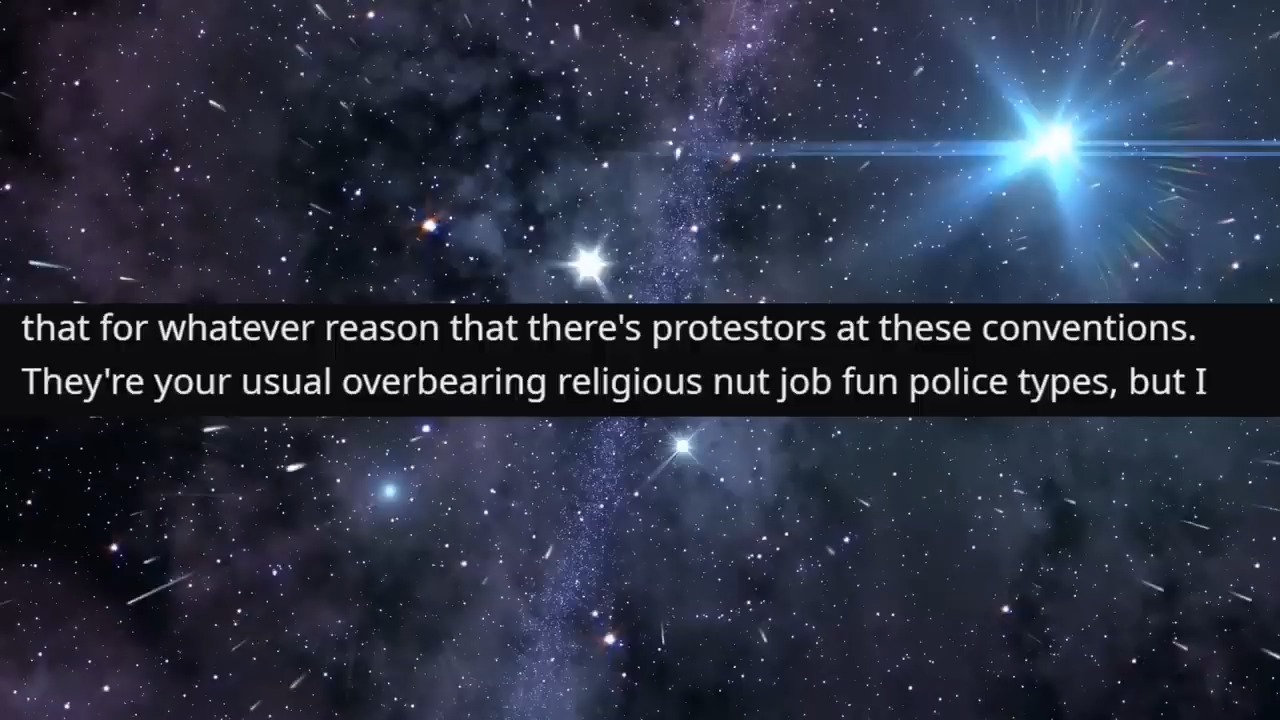 that for whatever reason that there's protestors at these conventions.
They're your usual overbearing religious nut job fun police types, but I